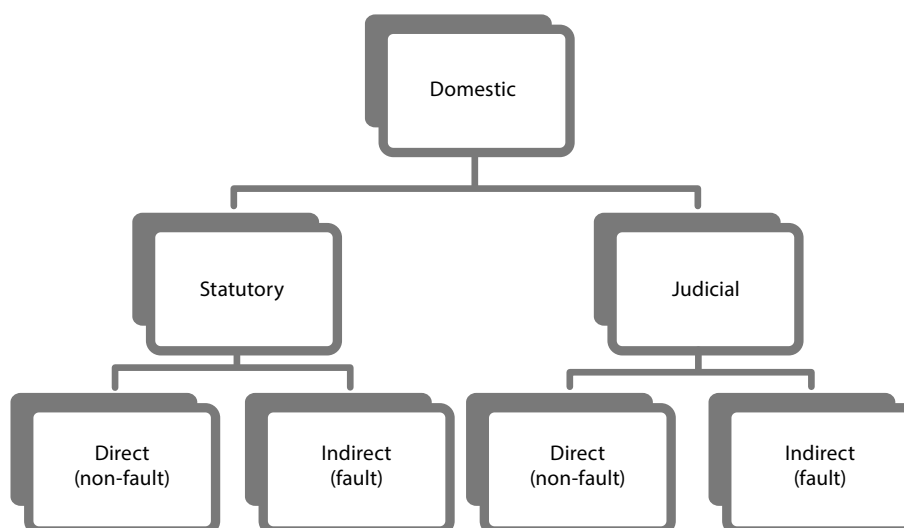 Domestic
Statutory
Judicial
Direct
(non-fault)
Indirect
(fault)
Direct
(non-fault)
Indirect
(fault)